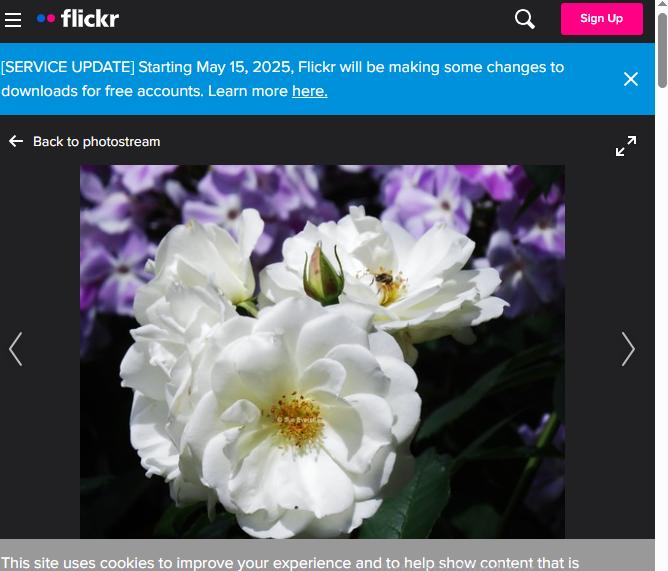 flickr
Sign Up
[SERVICE UPDATE] Starting May 15, 2025, Flickr will be making some changes to
downloads for free accounts. Learn more here.
Back to photostream
This site uses cookies to improve your experience and to help show content that is